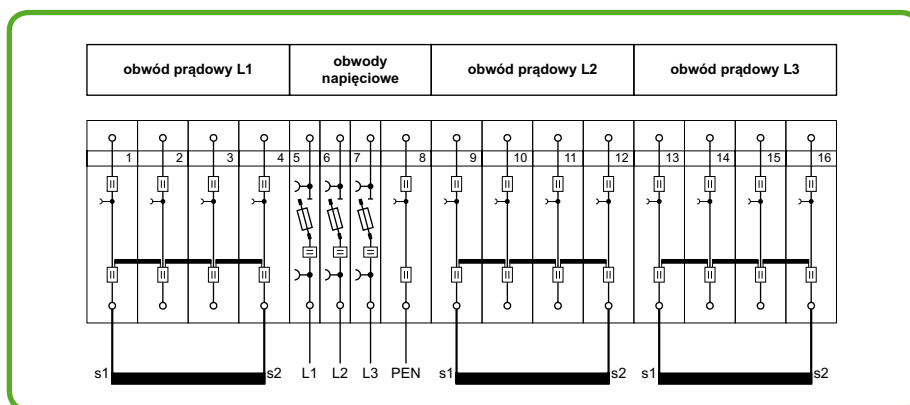 obwód prądowy L1
obwody
napięciowe
obwód prądowy L2
obwód prądowy L3
1 2 3 4 5 6 7 8 9 10 11 12 13 14 15 16
s1 s2 L1 L2 L3 PEN s1 s2 s1 s2